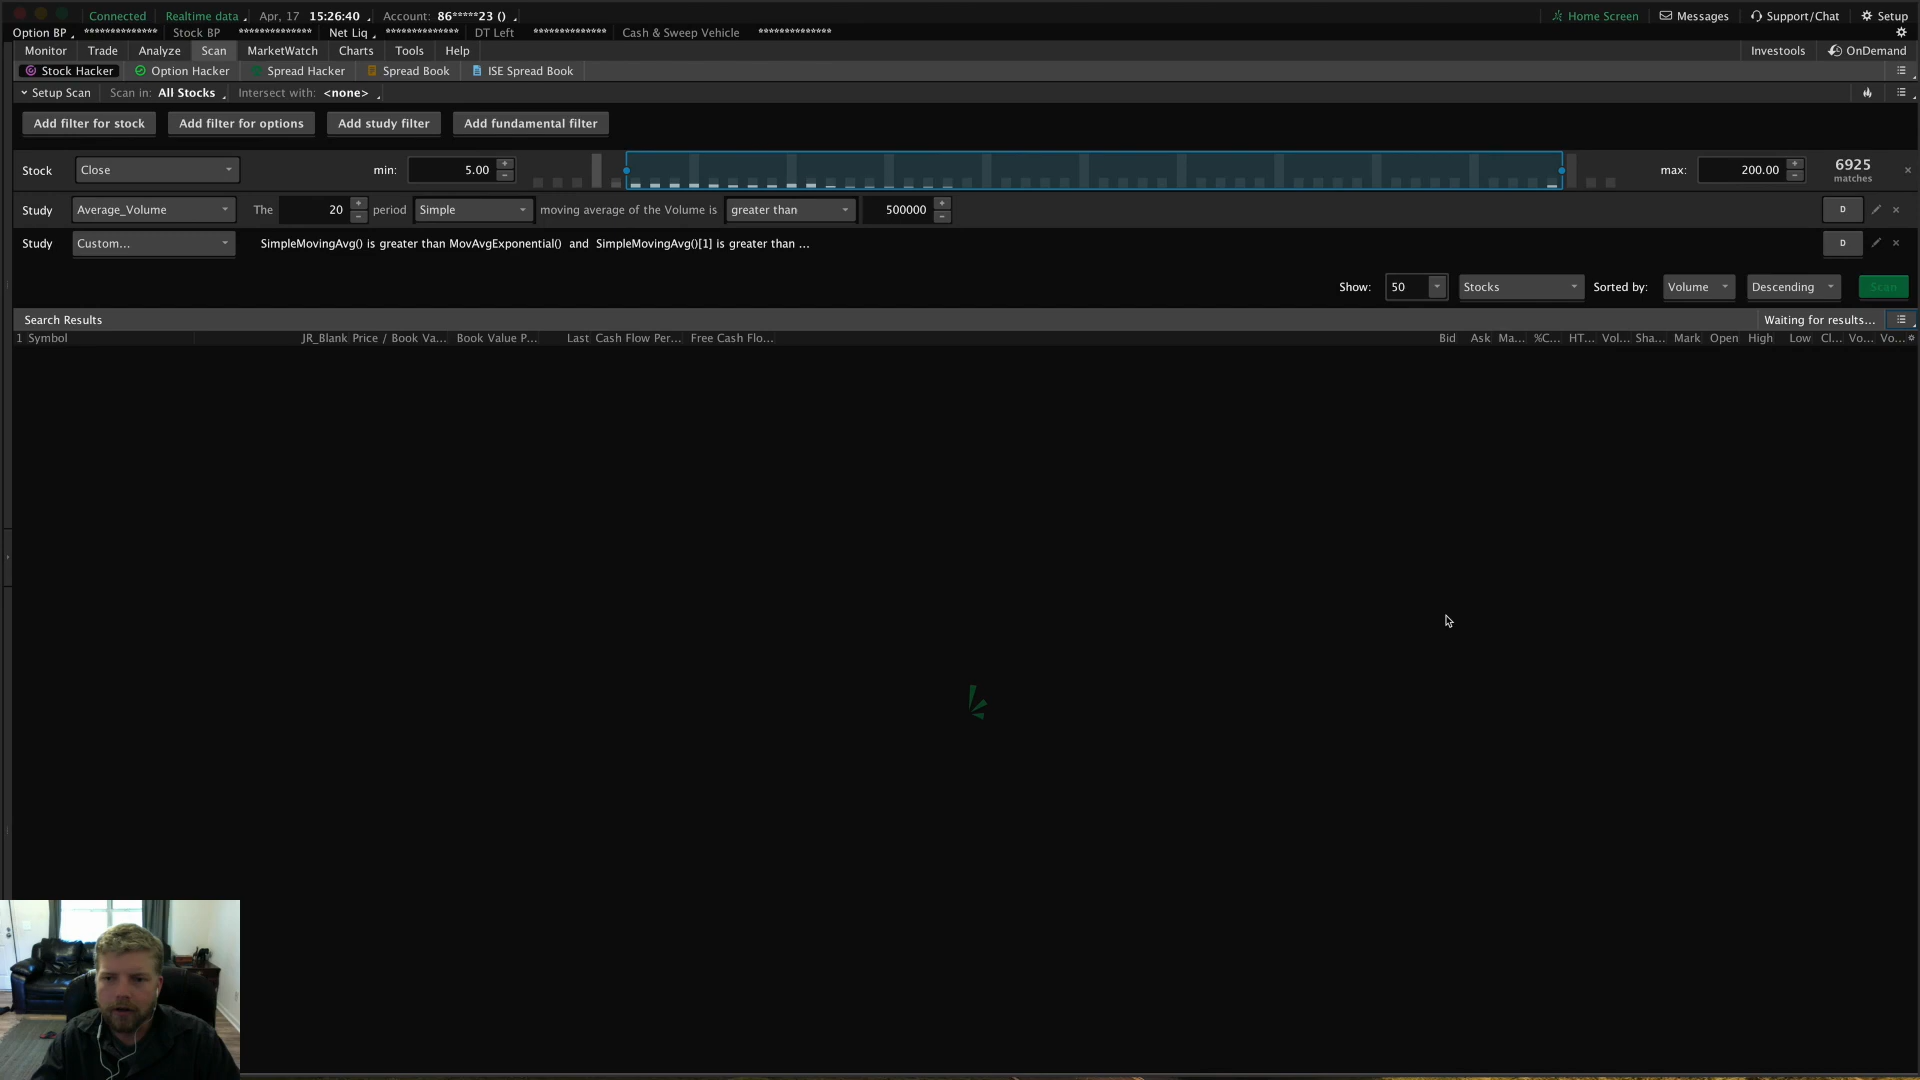 Connected Realtime data Apr, 17 15:26:40 Account: 86*****23 () Home Screen Messages Support/Chat Setup
Option BP ************** Stock BP ************** Net Liq ************** DT Left ************** Cash & Sweep Vehicle **************
Monitor Trade Analyze Scan MarketWatch Charts Tools Help Investools OnDemand
Stock Hacker Option Hacker Spread Hacker Spread Book ISE Spread Book
Setup Scan Scan in: All Stocks Intersect with: <none>
Add filter for stock Add filter for options Add study filter Add fundamental filter
Stock Close min: 5.00 max: 200.00 6925
matches
Study Average_Volume The 20 period Simple moving average of the Volume is greater than 500000 D
Study Custom... SimpleMovingAvg() is greater than MovAvgExponential() and SimpleMovingAvg()[1] is greater than ... D
Show: 50 Stocks Sorted by: Volume Descending Scan
Search Results Waiting for results...
1 Symbol JR_Blank Price / Book Va... Book Value P... Last Cash Flow Per... Free Cash Flo... Bid Ask Ma... %C... HT... Vol... Sha... Mark Open High Low Cl... Vo... Vo...